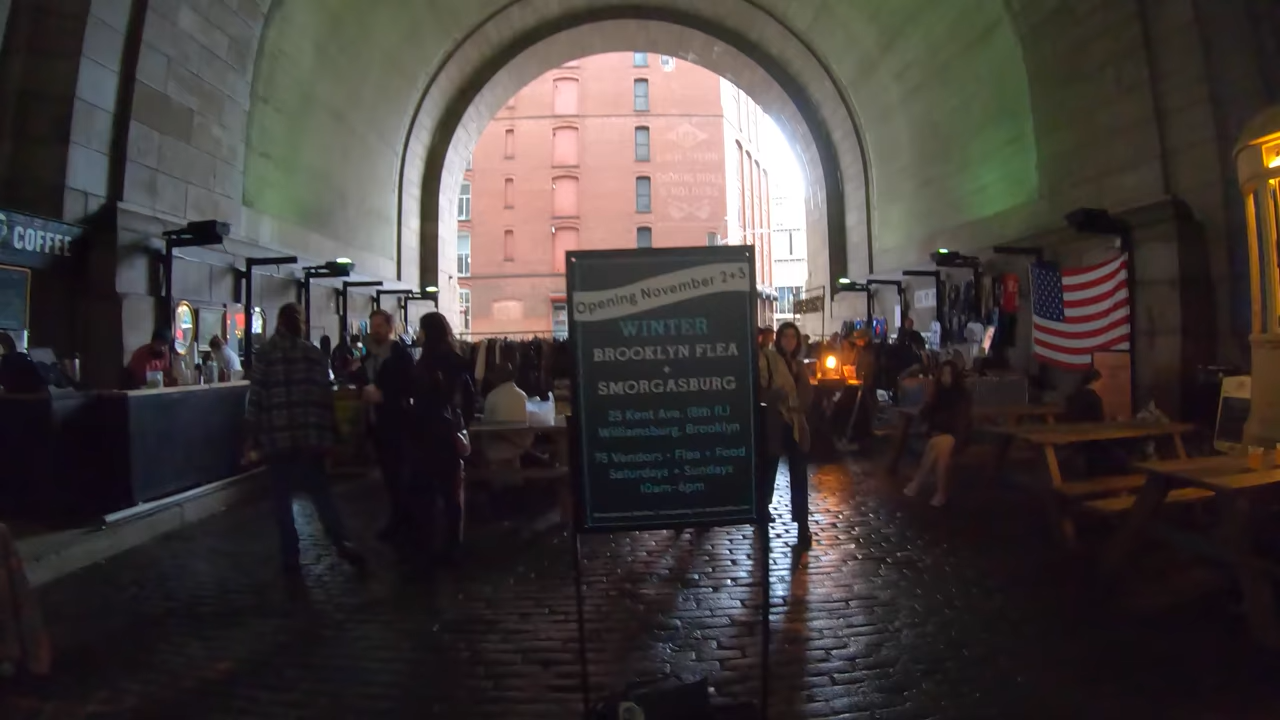 COFFEE
Opening November 2+3
WINTER
BROOKLYN FLEA
+
SMORGASBURG
25 Kent Ave. (8th fl.)
Williamsburg, Brooklyn
75 Vendors • Flea + Food
Saturdays + Sundays
10am-6pm